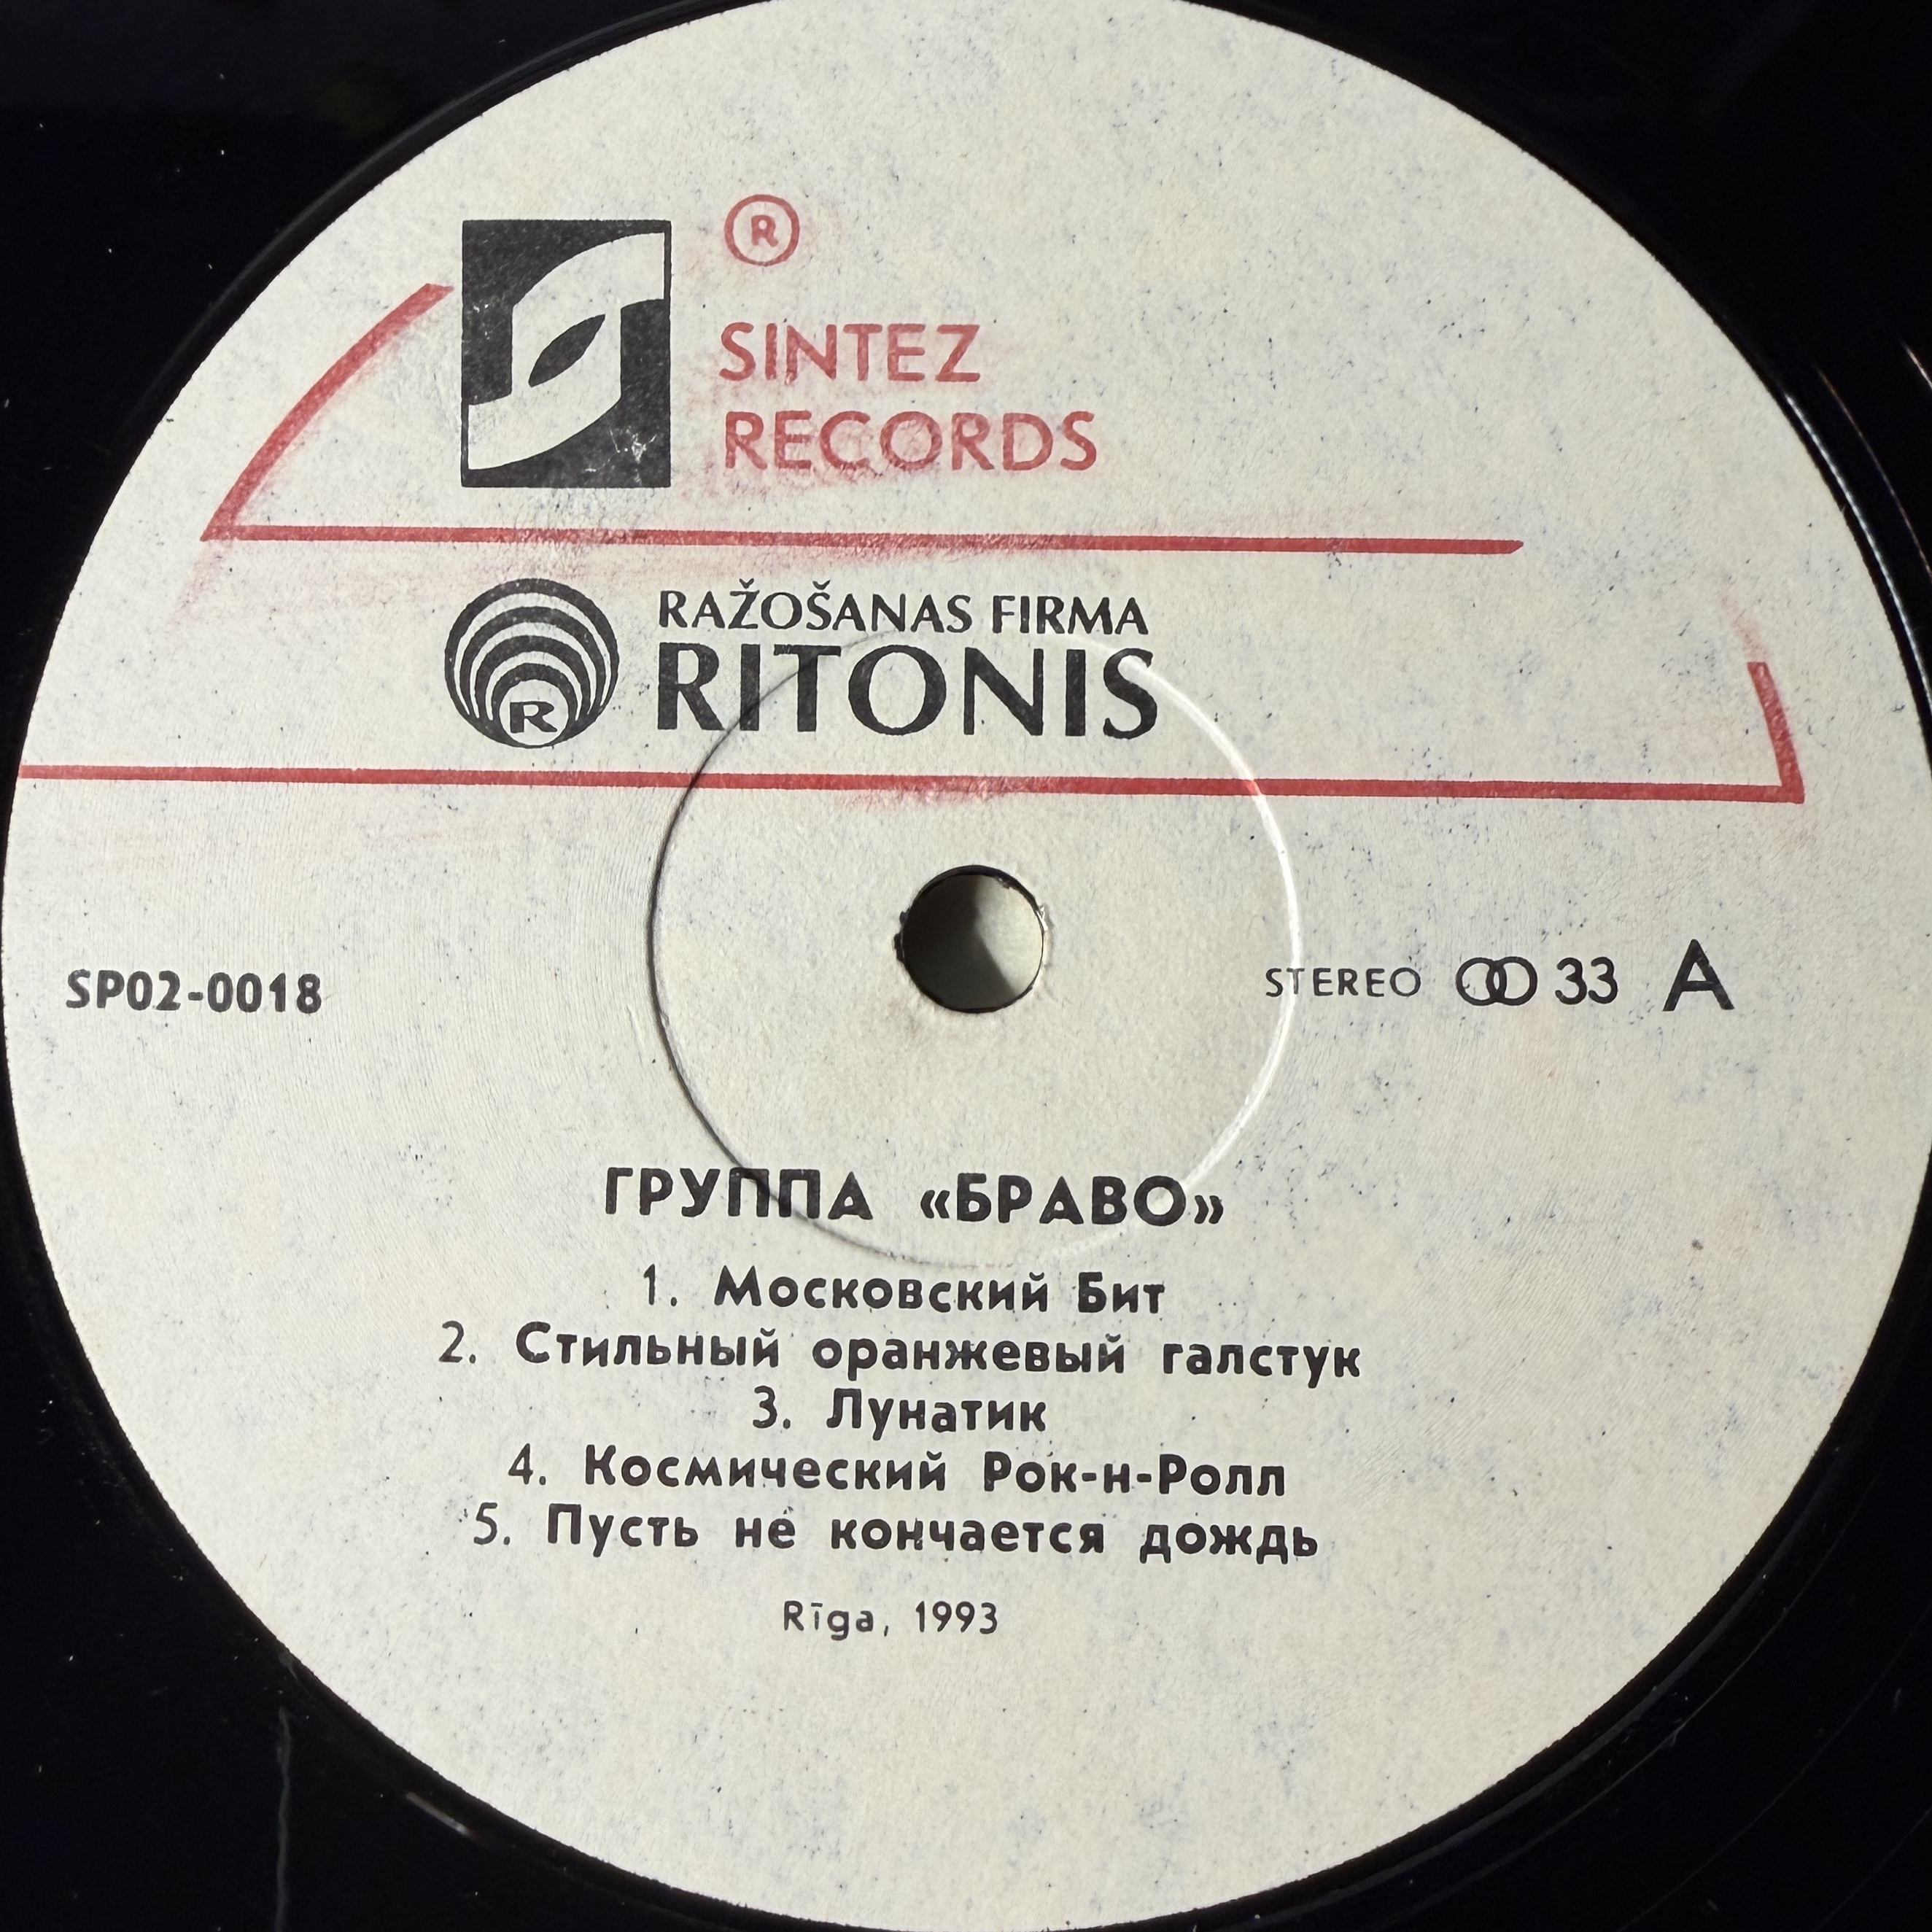 ®
SINTEZ
RECORDS
RAŽOŠANAS FIRMA
RITONIS
R
SP02-0018
STEREO 33 A
ГРУППА «БРАВО»
1. Московский Бит
2. Стильный оранжевый галстук
3. Лунатик
4. Космический Рок-н-Ролл
5. Пусть не кончается дождь
Rīga, 1993